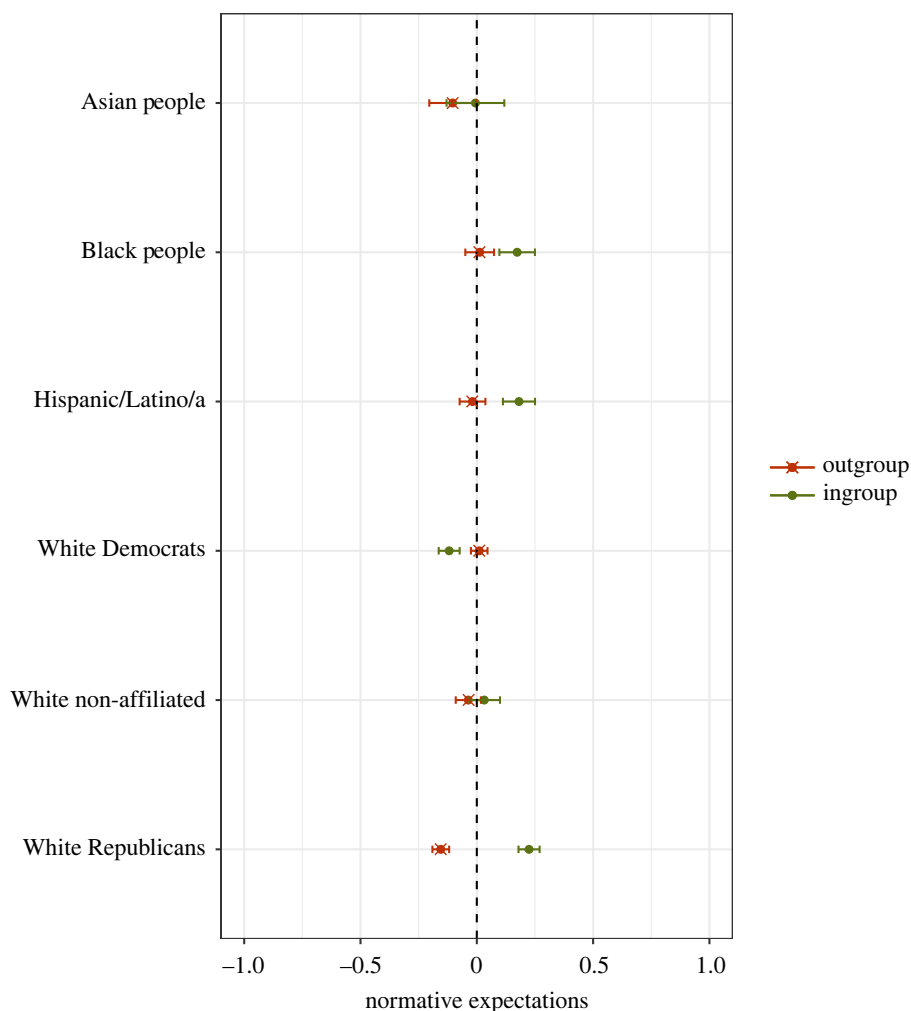 Asian people
Black people
Hispanic/Latino/a
White Democrats
White non-affiliated
White Republicans
outgroup
ingroup
–1.0 –0.5 0 0.5 1.0
normative expectations